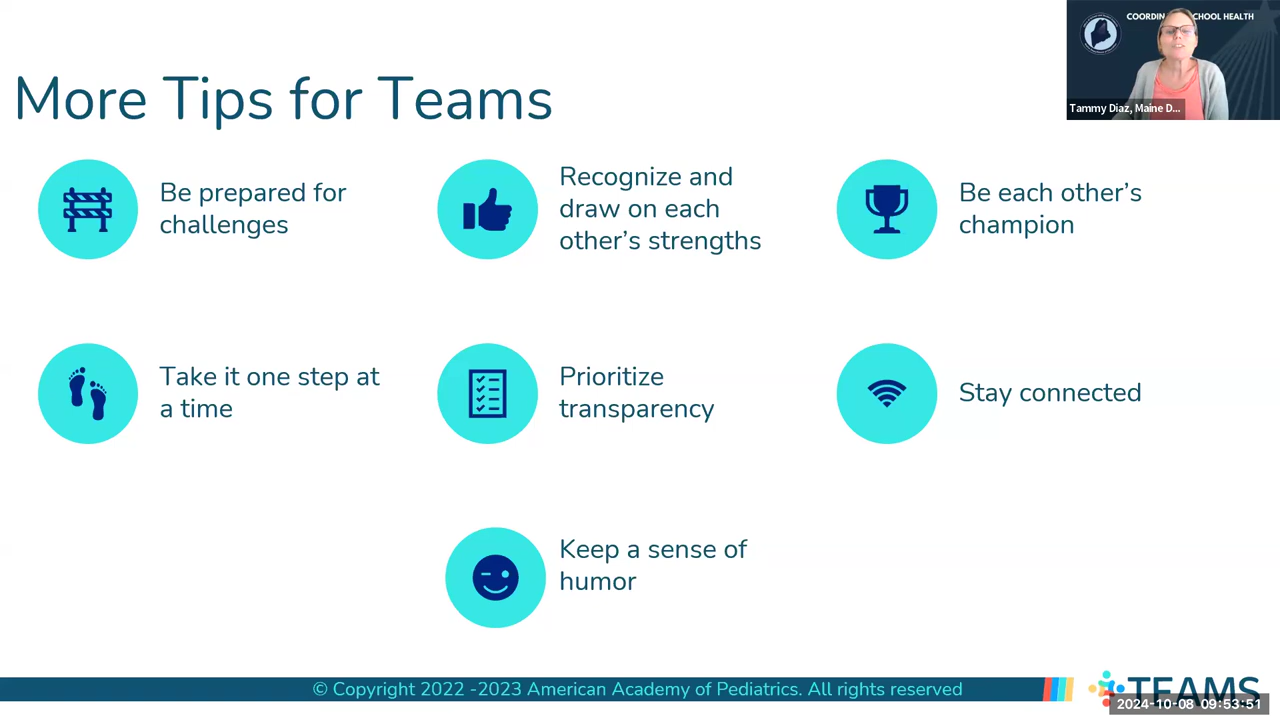 COORDIN
CHOOL HEALTH
Tammy Diaz, Maine D...
More Tips for Teams
Be prepared for
challenges
Recognize and
draw on each
other’s strengths
Be each other’s
champion
Take it one step at
a time
Prioritize
transparency
Stay connected
Keep a sense of
humor
© Copyright 2022 -2023 American Academy of Pediatrics. All rights reserved
TEAMS
2024-10-08 09:53:51